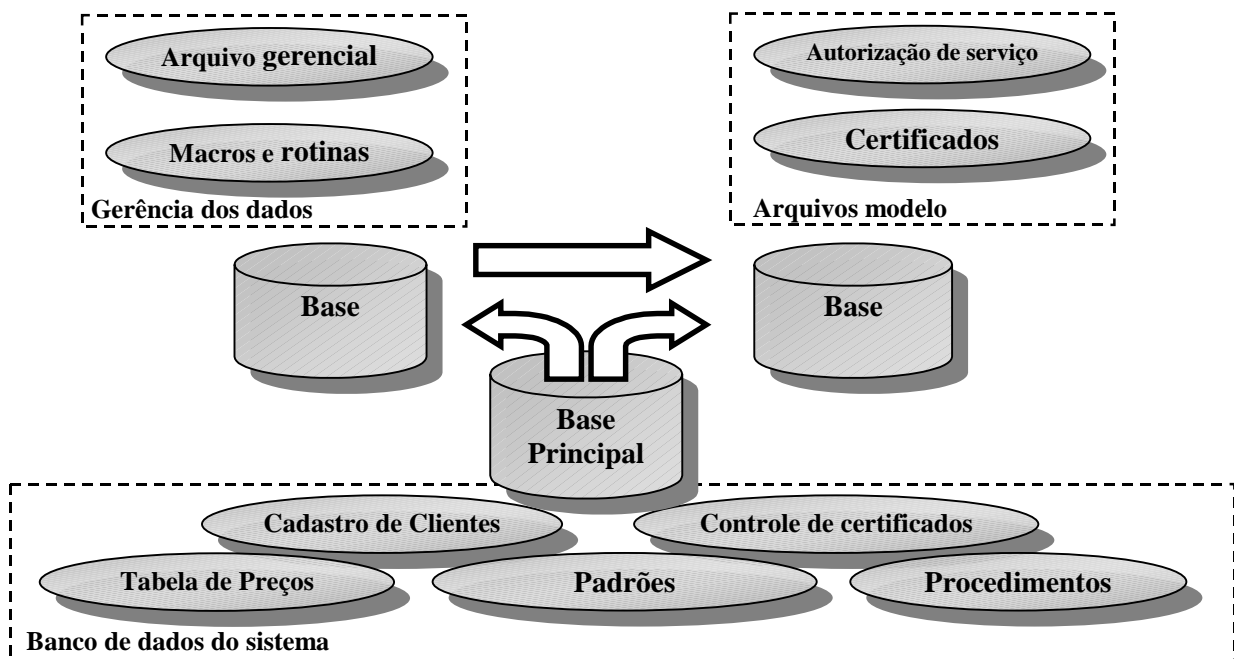 Arquivo gerencial
Macros e rotinas
Gerência dos dados
Autorização de serviço
Certificados
Arquivos modelo
Base
Base
Base
Principal
Cadastro de Clientes
Controle de certificados
Tabela de Preços
Padrões
Procedimentos
Banco de dados do sistema